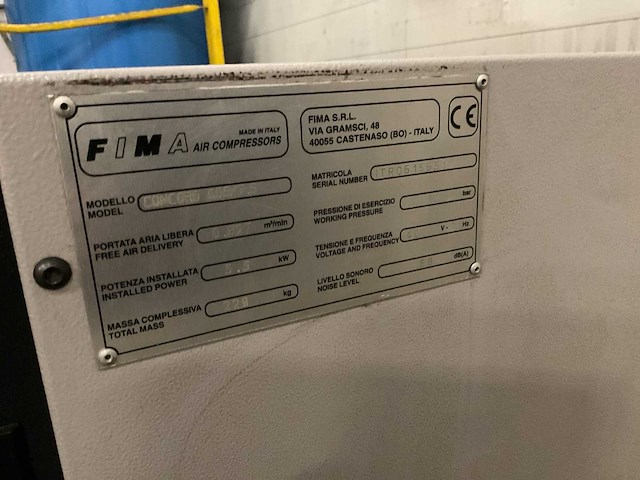 FIMA
MADE IN ITALY
AIR COMPRESSORS
FIMA S.R.L.
VIA GRAMSCI, 48
40055 CASTENASO (BO) - ITALY
CE
MODELLO
MODEL
CONCORD
PORTATA ARIA LIBERA
FREE AIR DELIVERY
m³/min
POTENZA INSTALLATA
INSTALLED POWER
kW
MASSA COMPLESSIVA
TOTAL MASS
kg
MATRICOLA
SERIAL NUMBER
PRESSIONE DI ESERCIZIO
WORKING PRESSURE
bar
TENSIONE E FREQUENZA
VOLTAGE AND FREQUENCY
V - Hz
LIVELLO SONORO
NOISE LEVEL
dB(A)